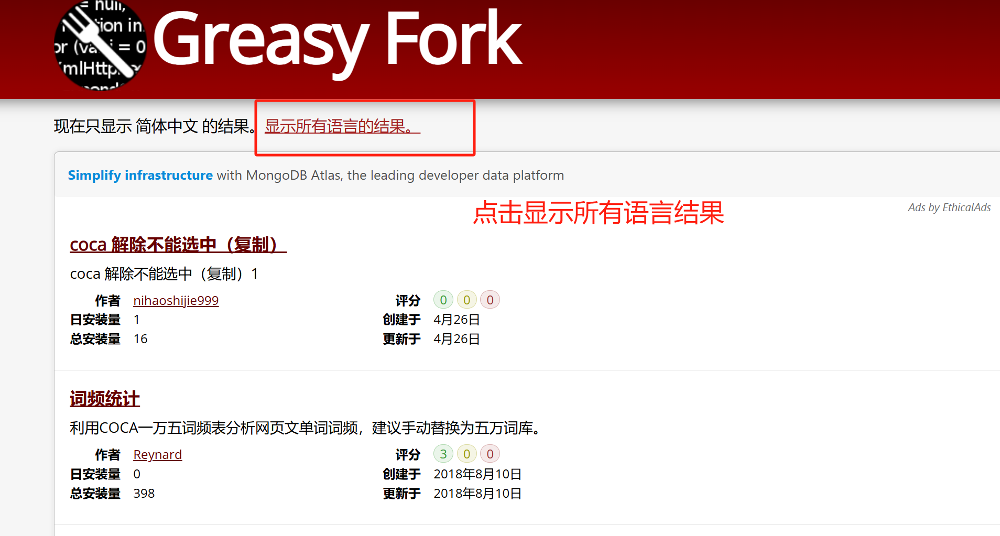 = null,
tion in
or (va i = 0
mlHttp
Greasy Fork
现在只显示 简体中文 的结果。 显示所有语言的结果。
Simplify infrastructure with MongoDB Atlas, the leading developer data platform
Ads by EthicalAds
点击显示所有语言结果
coca 解除不能选中（复制）
coca 解除不能选中（复制）1
作者 nihaoshijie999 评分 0 0 0
日安装量 1 创建于 4月26日
总安装量 16 更新于 4月26日
词频统计
利用COCA一万五词频表分析网页文单词词频，建议手动替换为五万词库。
作者 Reynard 评分 3 0 0
日安装量 0 创建于 2018年8月10日
总安装量 398 更新于 2018年8月10日